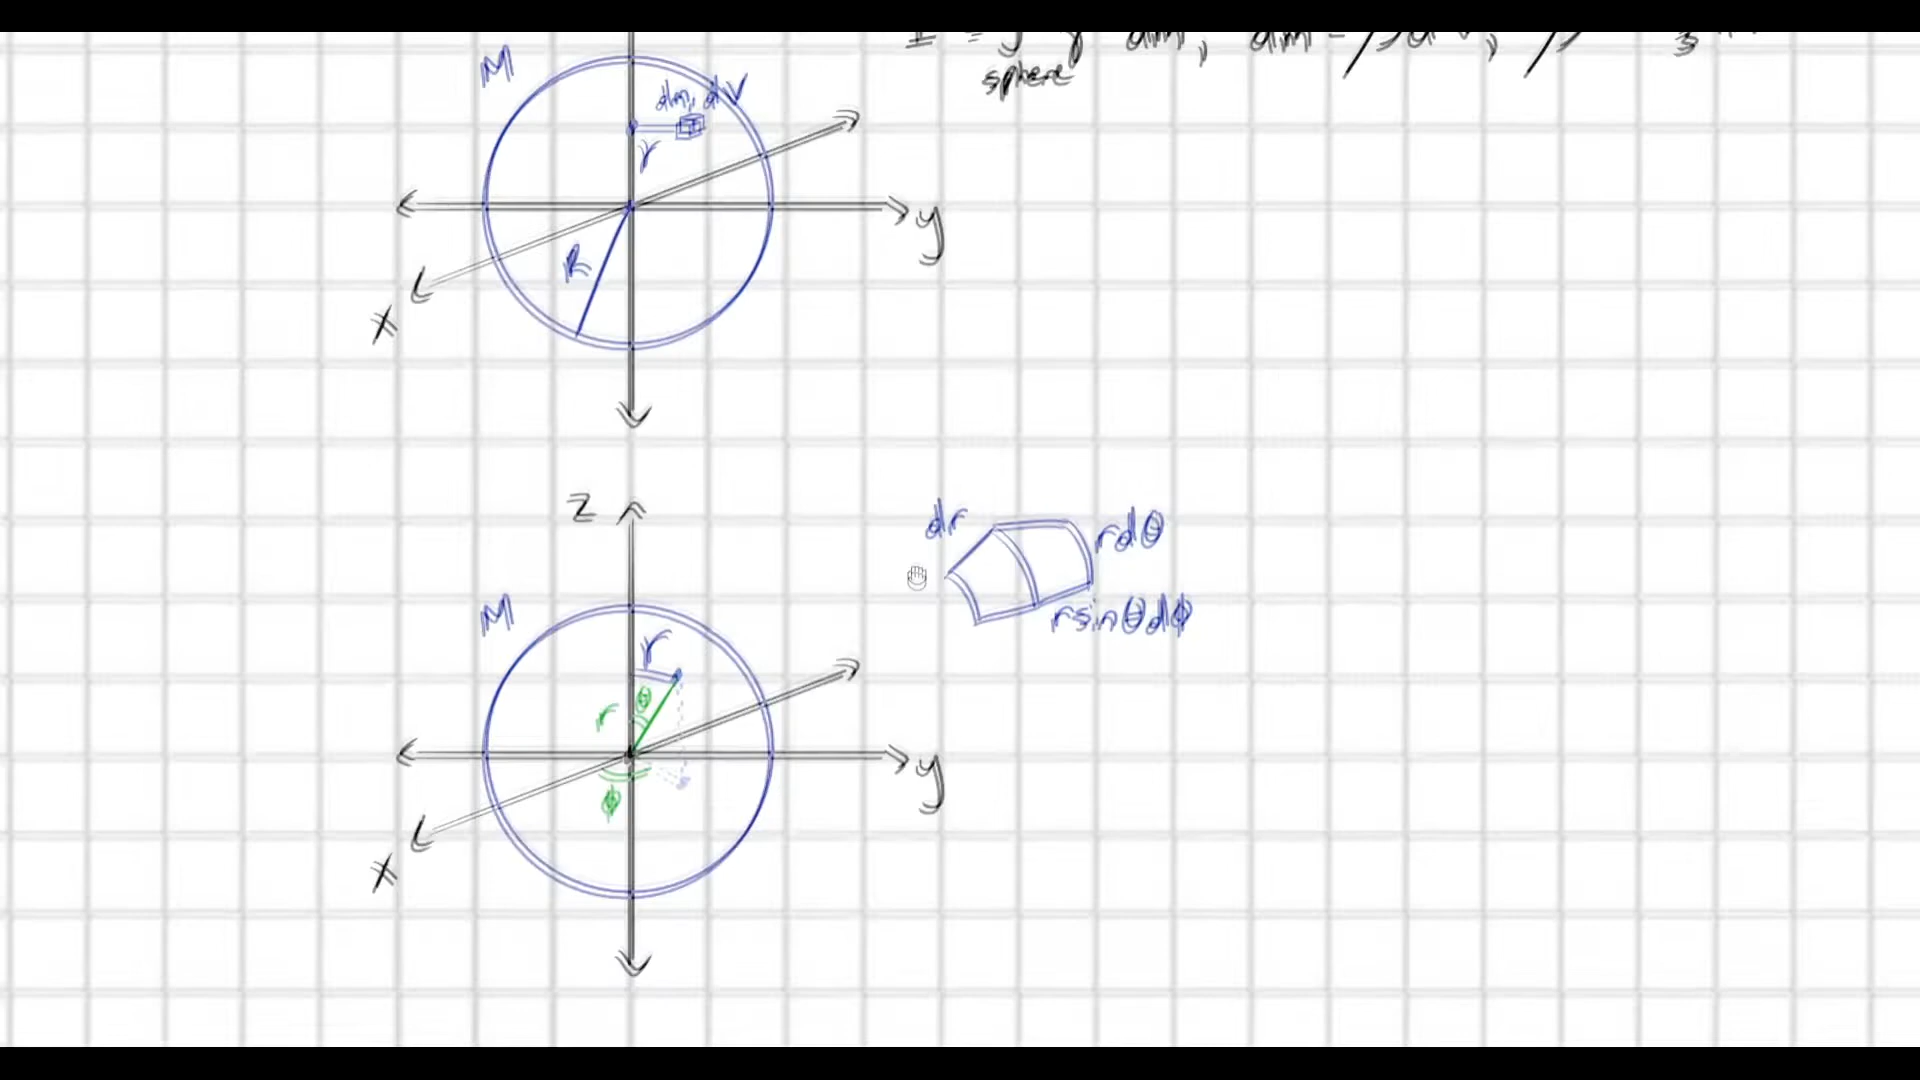 M
dm, dV
r
sphere
y
R
x
z
dr
rdθ
M
r
rsinθdϕ
θ
r
y
ϕ
x